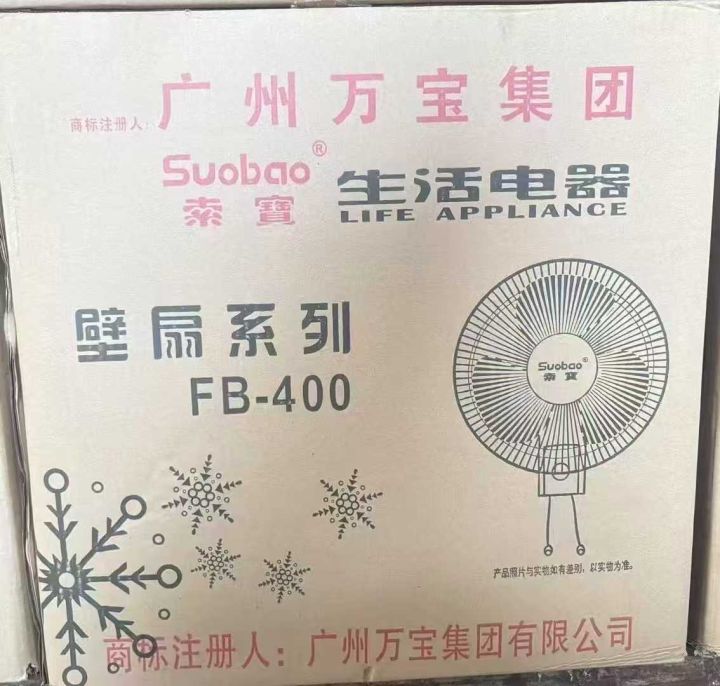 商标注册人: 广州万宝集团
Suobao®
索寶
生活电器
LIFE APPLIANCE
壁扇系列
FB-400
Suobao®
索寶
产品照片与实物如有差别，以实物为准。
商标注册人：广州万宝集团有限公司